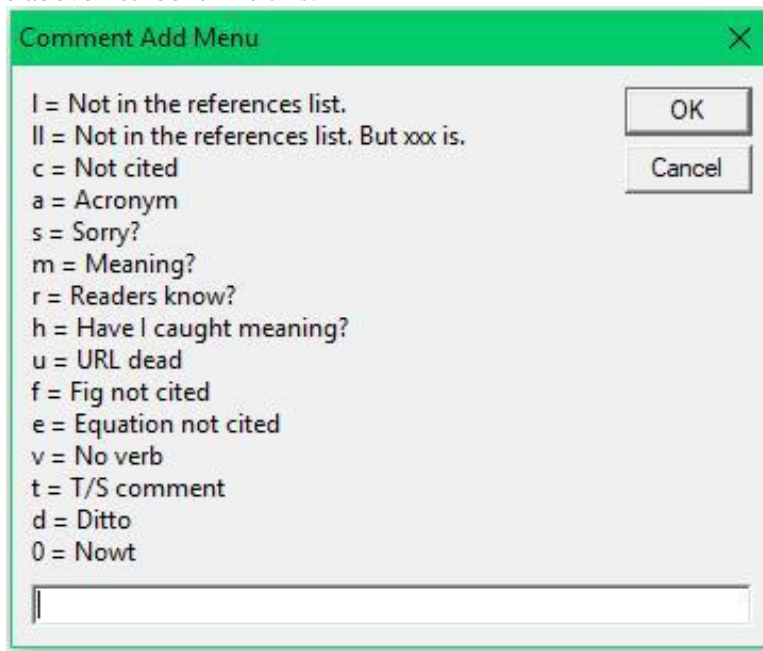 Comment Add Menu
l = Not in the references list.
ll = Not in the references list. But xxx is.
c = Not cited
a = Acronym
s = Sorry?
m = Meaning?
r = Readers know?
h = Have I caught meaning?
u = URL dead
f = Fig not cited
e = Equation not cited
v = No verb
t = T/S comment
d = Ditto
0 = Nowt
OK
Cancel